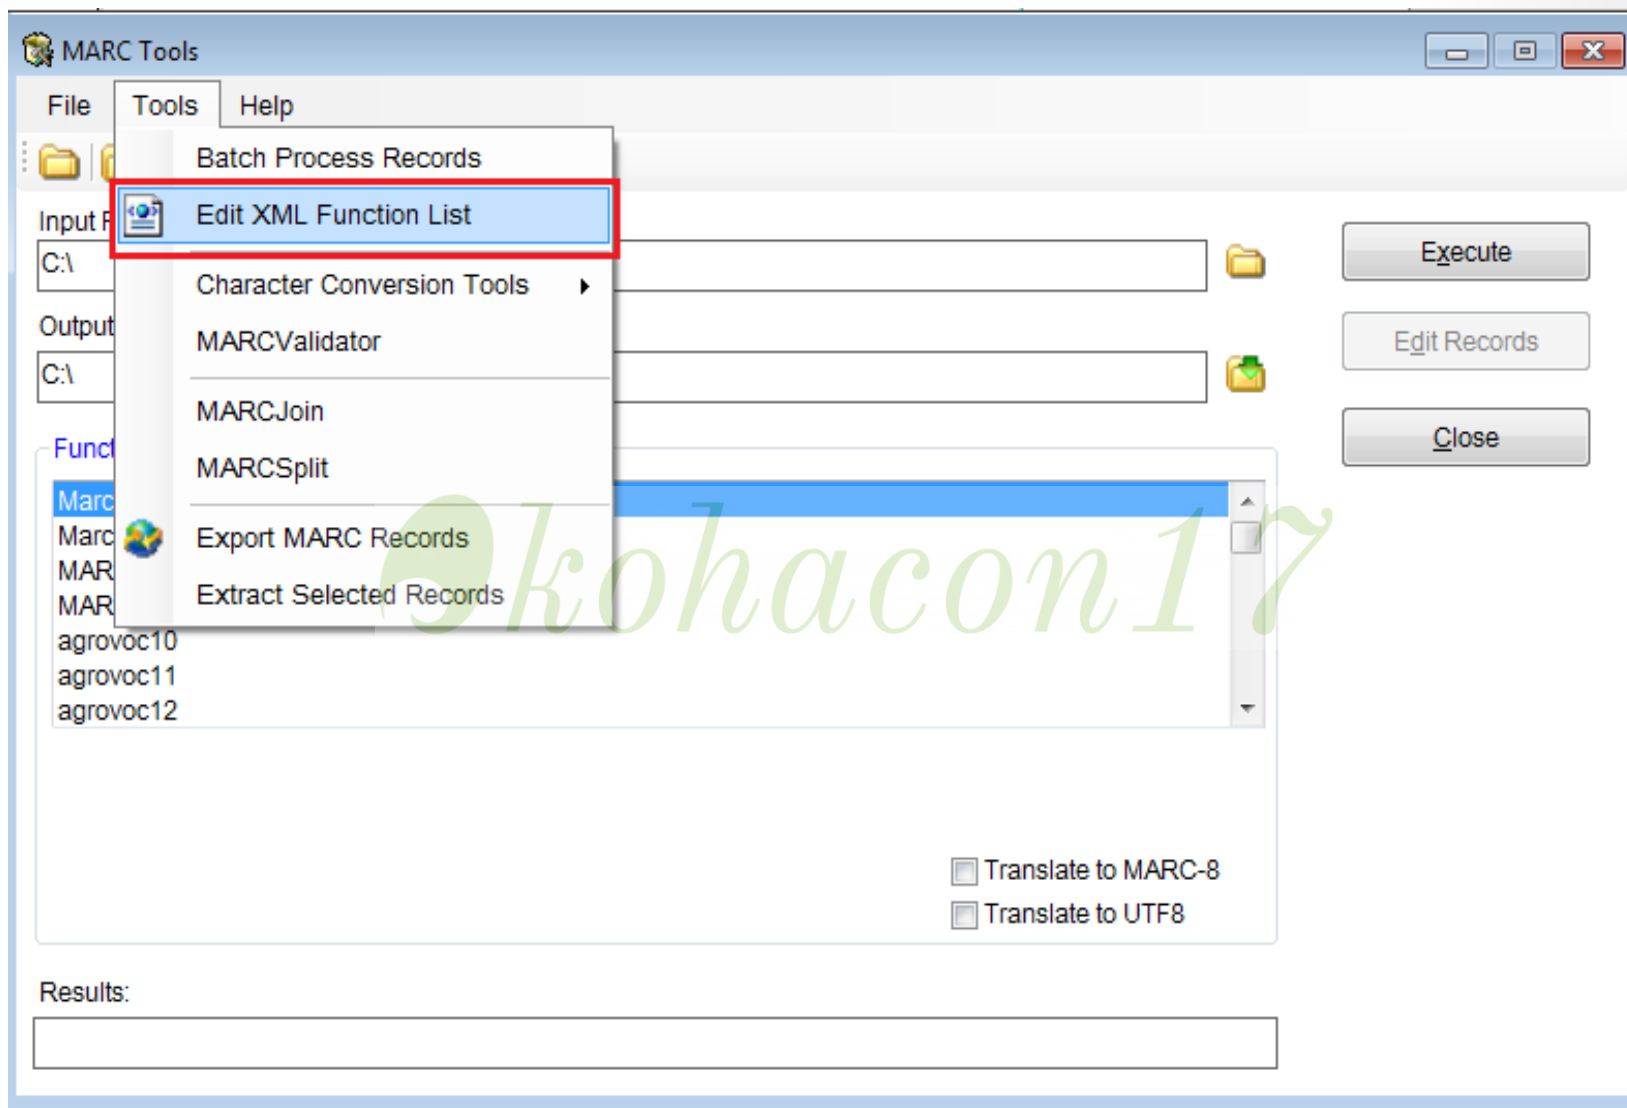 MARC Tools
File Tools Help
Batch Process Records
Edit XML Function List
Input F
C:\
Execute
Character Conversion Tools
Output
MARCValidator
Edit Records
C:\
MARCJoin
Close
Funct
MARCSplit
Marc
Marc
Export MARC Records
MAR
MAR
Extract Selected Records
kohacon17
agrovoc10
agrovoc11
agrovoc12
Translate to MARC-8
Translate to UTF8
Results: